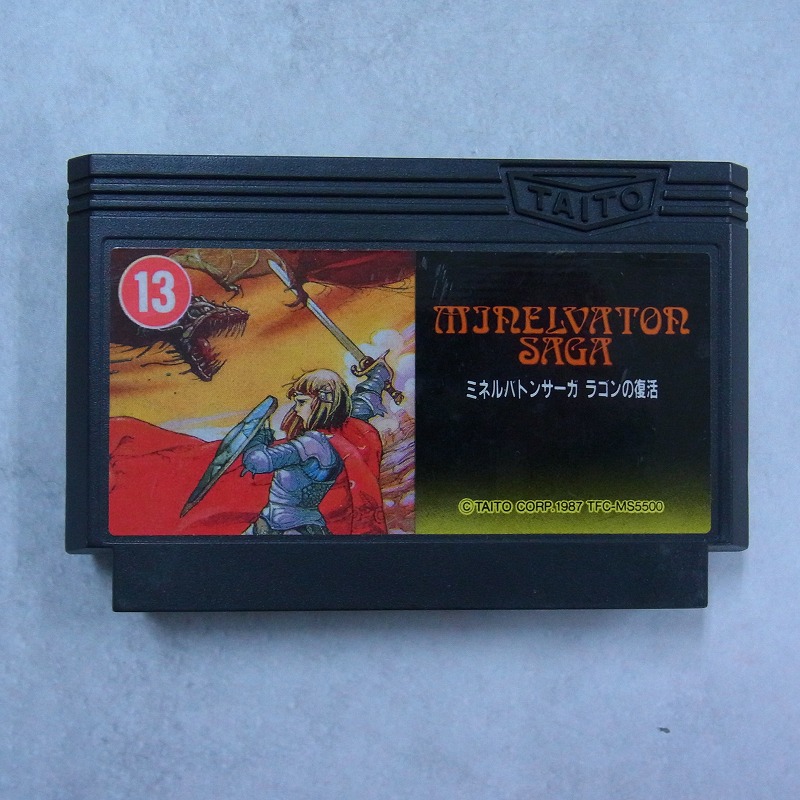 TAITO
13
MINELVATON
SAGA
ミネルバトンサーガ ラゴンの復活
©TAITO CORP.1987 TFC-MS5500